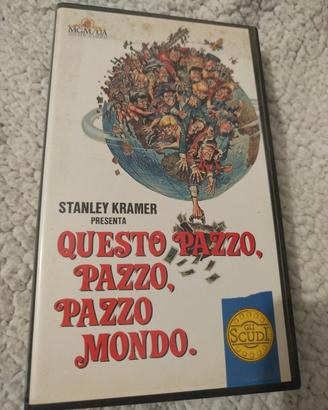 MGM/UA
STANLEY KRAMER
PRESENTA
QUESTO PAZZO,
PAZZO,
PAZZO
MONDO.
GLI
SCUDI